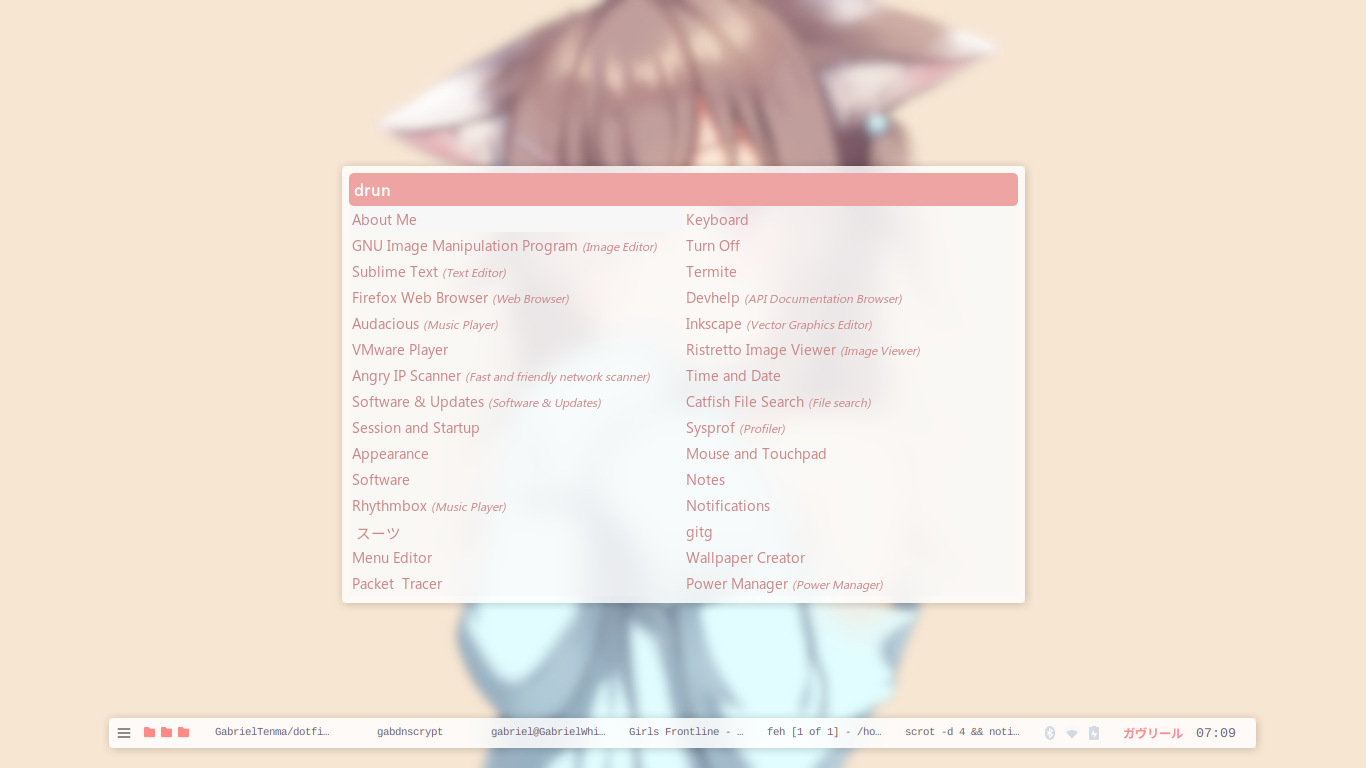 drun
About Me
GNU Image Manipulation Program (Image Editor)
Sublime Text (Text Editor)
Firefox Web Browser (Web Browser)
Audacious (Music Player)
VMware Player
Angry IP Scanner (Fast and friendly network scanner)
Software & Updates (Software & Updates)
Session and Startup
Appearance
Software
Rhythmbox (Music Player)
スーツ
Menu Editor
Packet  Tracer
Keyboard
Turn Off
Termite
Devhelp (API Documentation Browser)
Inkscape (Vector Graphics Editor)
Ristretto Image Viewer (Image Viewer)
Time and Date
Catfish File Search (File search)
Sysprof (Profiler)
Mouse and Touchpad
Notes
Notifications
gitg
Wallpaper Creator
Power Manager (Power Manager)
GabrielTenma/dotfi… gabdnscrypt gabriel@GabrielWhi… Girls Frontline - … feh [1 of 1] - /ho… scrot -d 4 && noti… ガヴリール 07:09